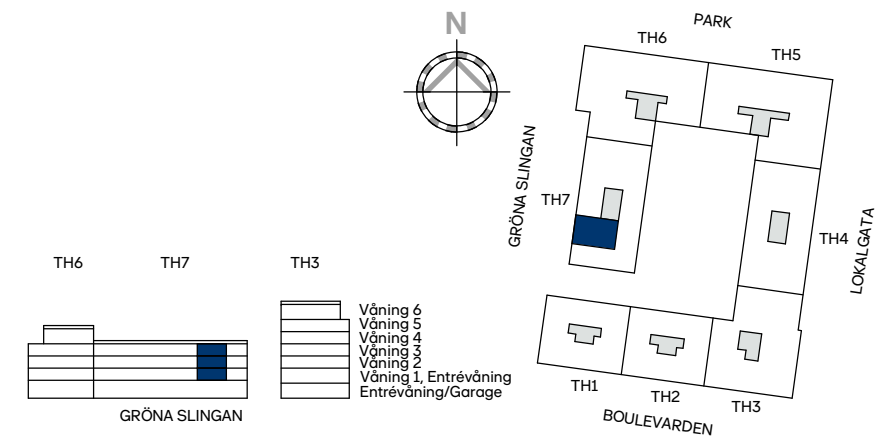 N
PARK
TH6
TH5
GRÖNA SLINGAN
TH7
TH4
LOKALGATA
TH6
TH7
TH3
Våning 6
Våning 5
Våning 4
Våning 3
Våning 2
Våning 1, Entrévåning
Entrévåning/Garage
GRÖNA SLINGAN
TH1
TH2
TH3
BOULEVARDEN